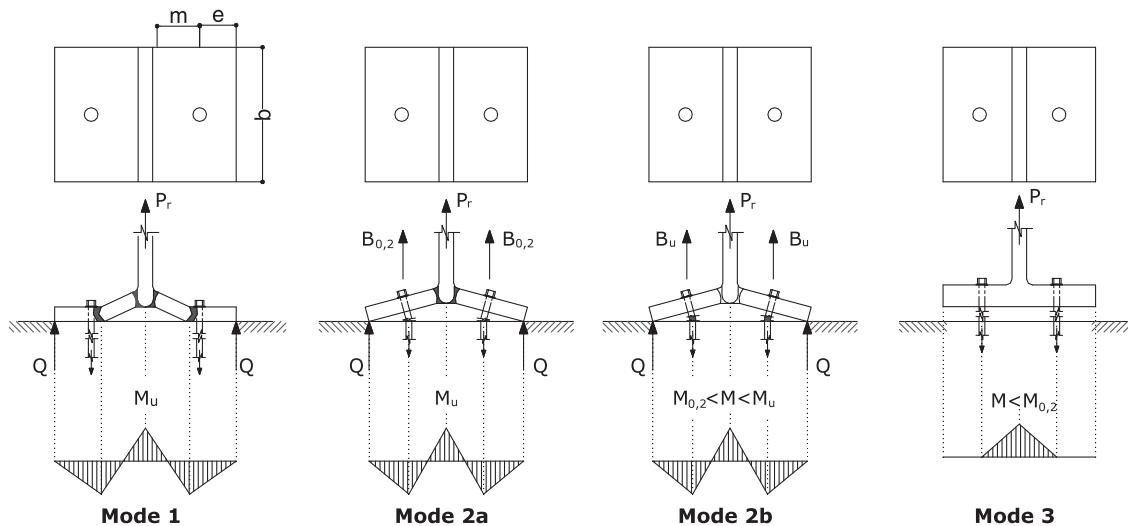 m e
b
P_r P_r P_r P_r
B_0,2 B_0,2 B_u B_u
Q Q Q Q Q Q
M_u M_u M_0,2<M<M_u M<M_0,2
Mode 1 Mode 2a Mode 2b Mode 3